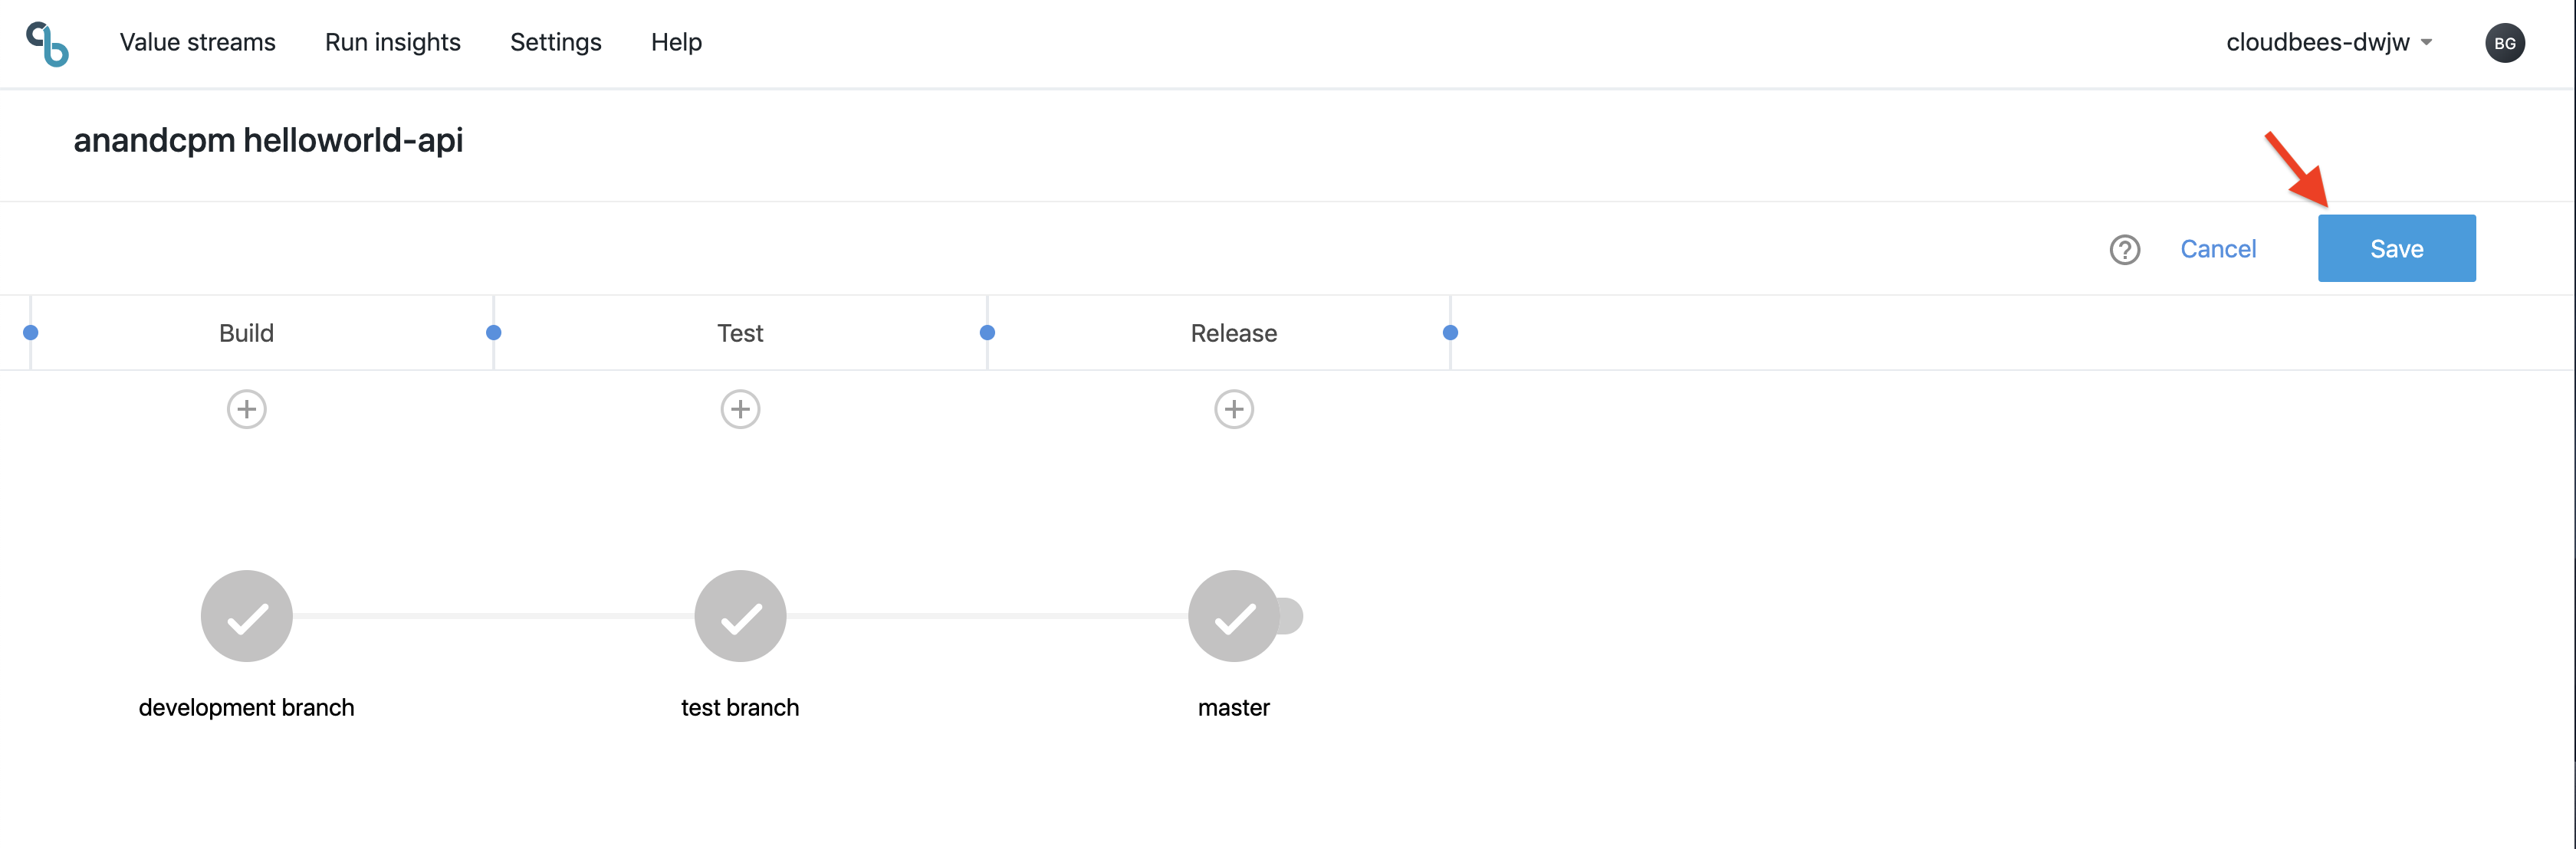 Value streams Run insights Settings Help cloudbees-dwjw BG
anandcpm helloworld-api
? Cancel Save
Build Test Release
development branch test branch master